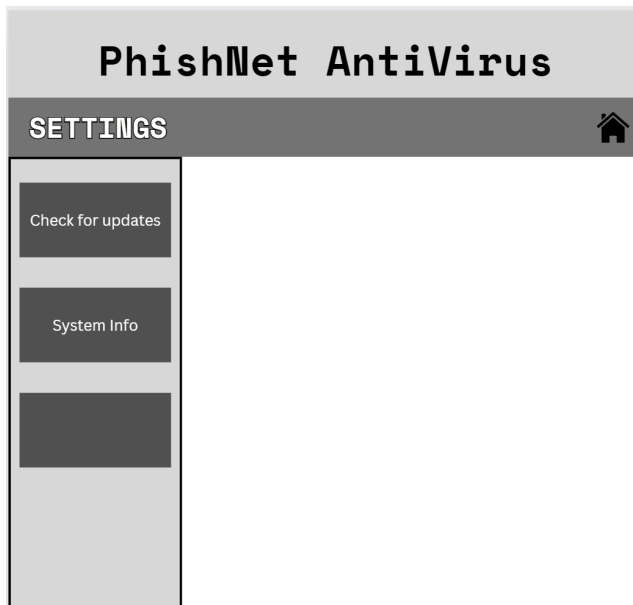 PhishNet AntiVirus
SETTINGS
Check for updates
System Info